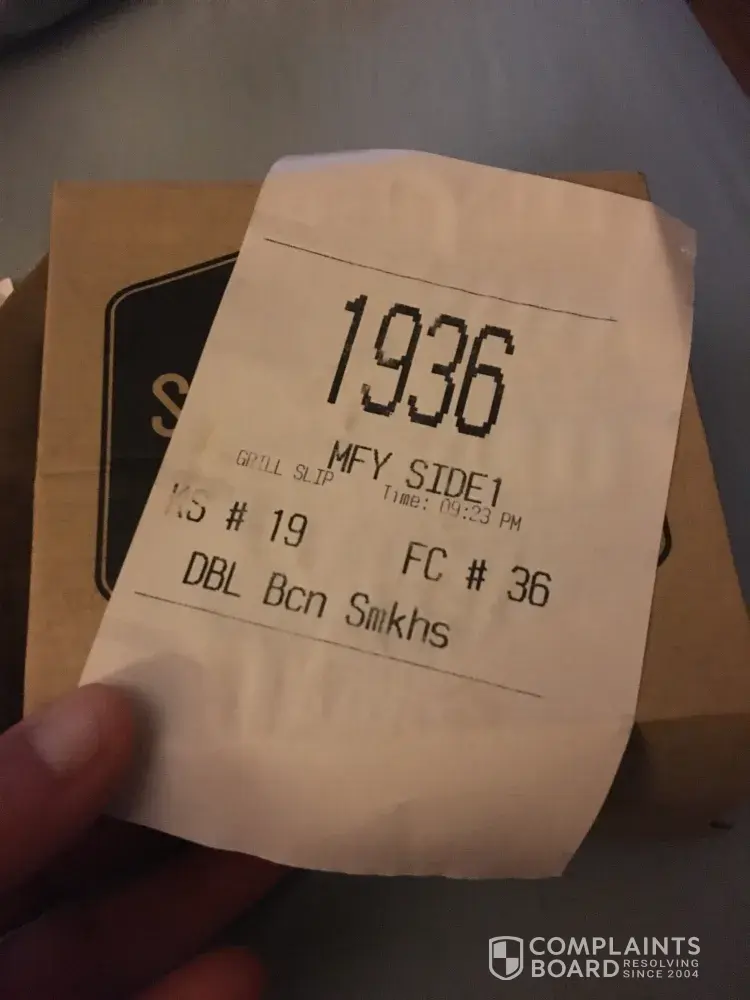 1936
MFY SIDE1
GRILL SLIP Time: 09:23 PM
KS # 19 FC # 36
DBL Bcn Smkhs
S
COMPLAINTS
BOARD RESOLVING
SINCE 2004